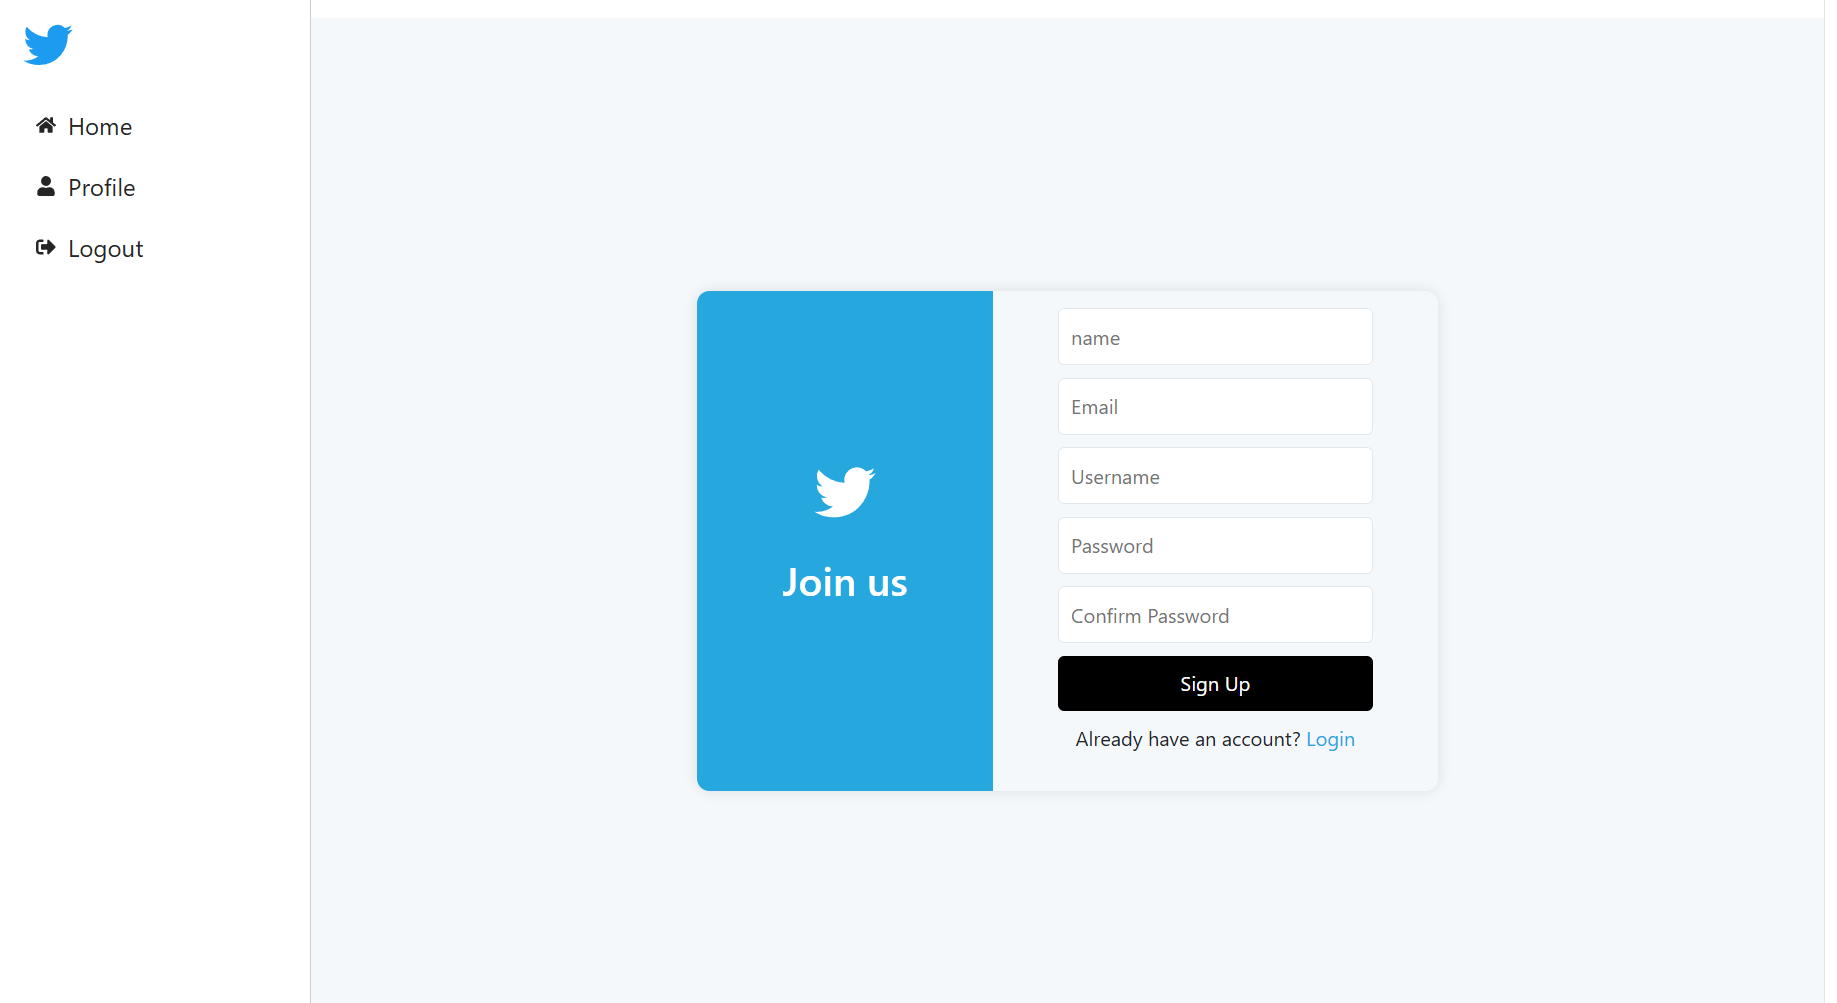 Home
Profile
Logout
Join us
name
Email
Username
Password
Confirm Password
Sign Up
Already have an account? Login